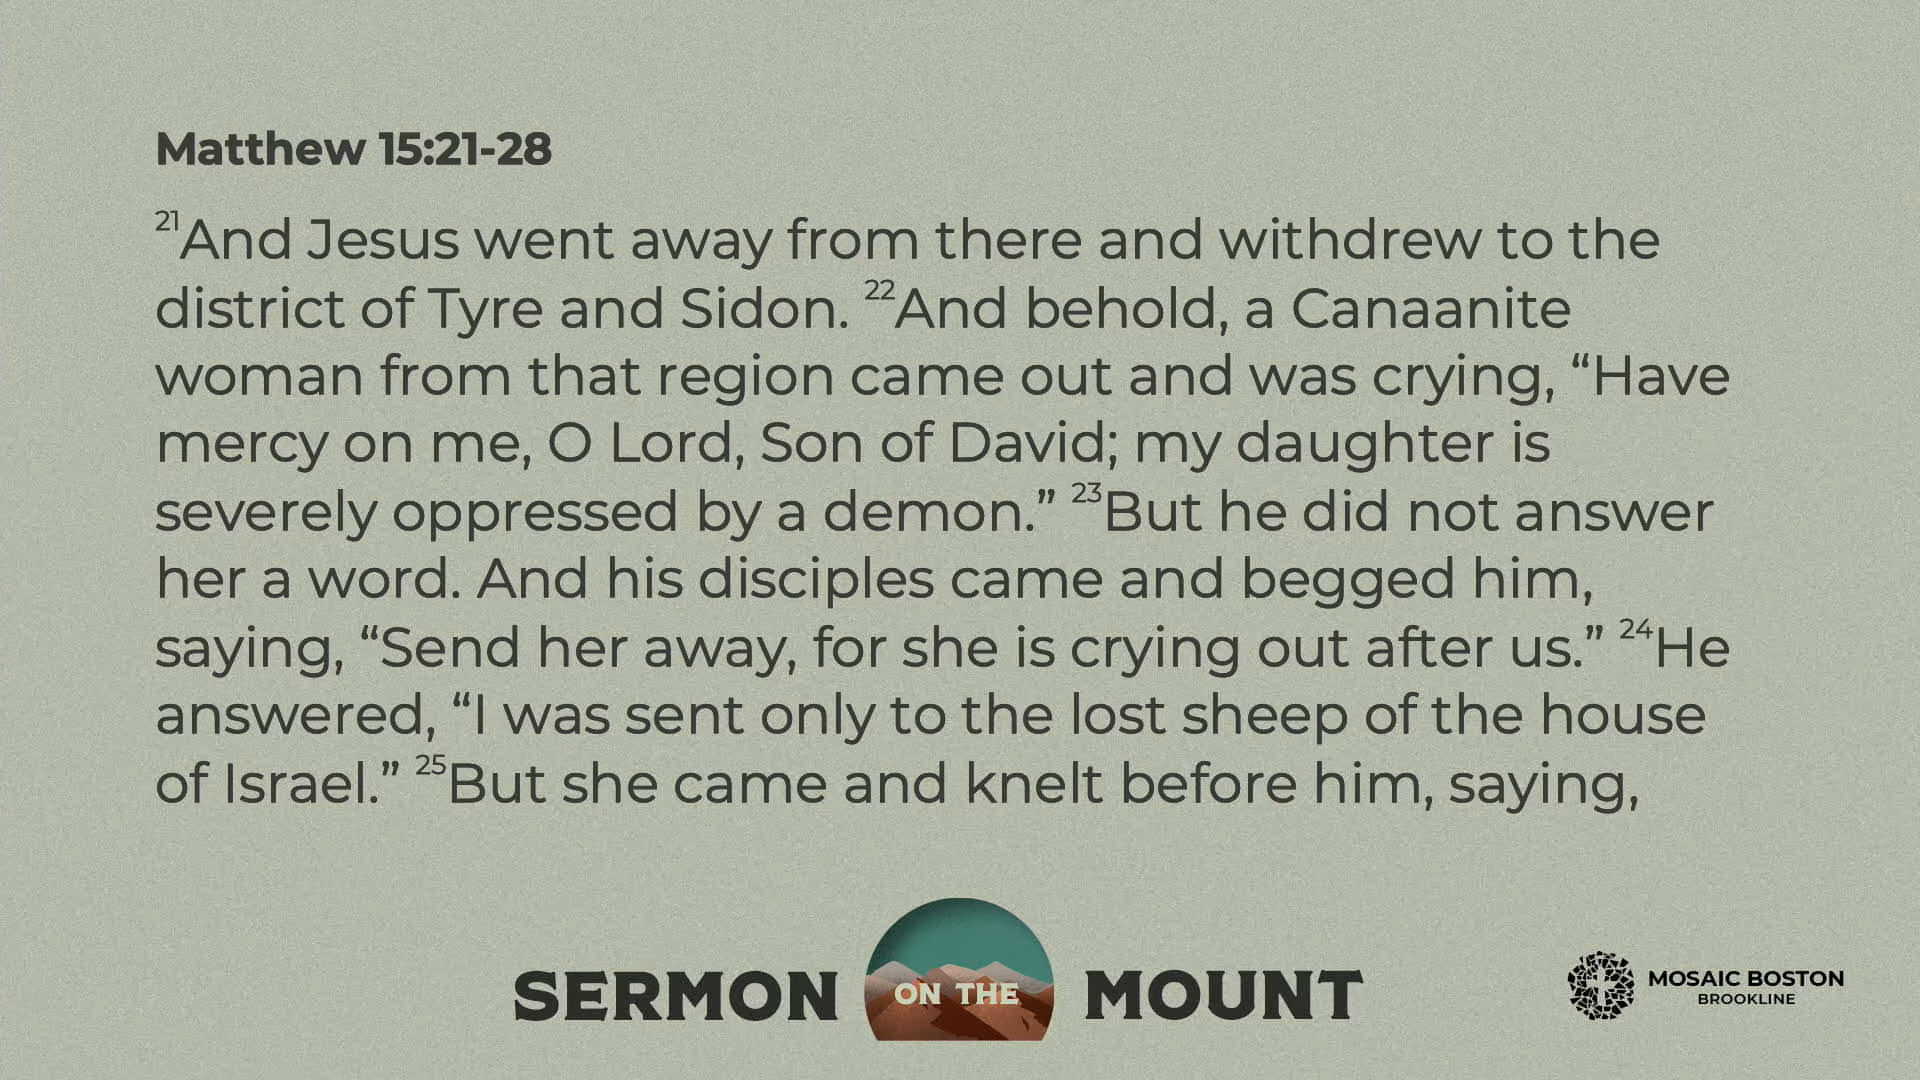 Matthew 15:21-28
21And Jesus went away from there and withdrew to the
district of Tyre and Sidon. 22And behold, a Canaanite
woman from that region came out and was crying, “Have
mercy on me, O Lord, Son of David; my daughter is
severely oppressed by a demon.” 23But he did not answer
her a word. And his disciples came and begged him,
saying, “Send her away, for she is crying out after us.” 24He
answered, “I was sent only to the lost sheep of the house
of Israel.” 25But she came and knelt before him, saying,
SERMON ON THE MOUNT
MOSAIC BOSTON
BROOKLINE